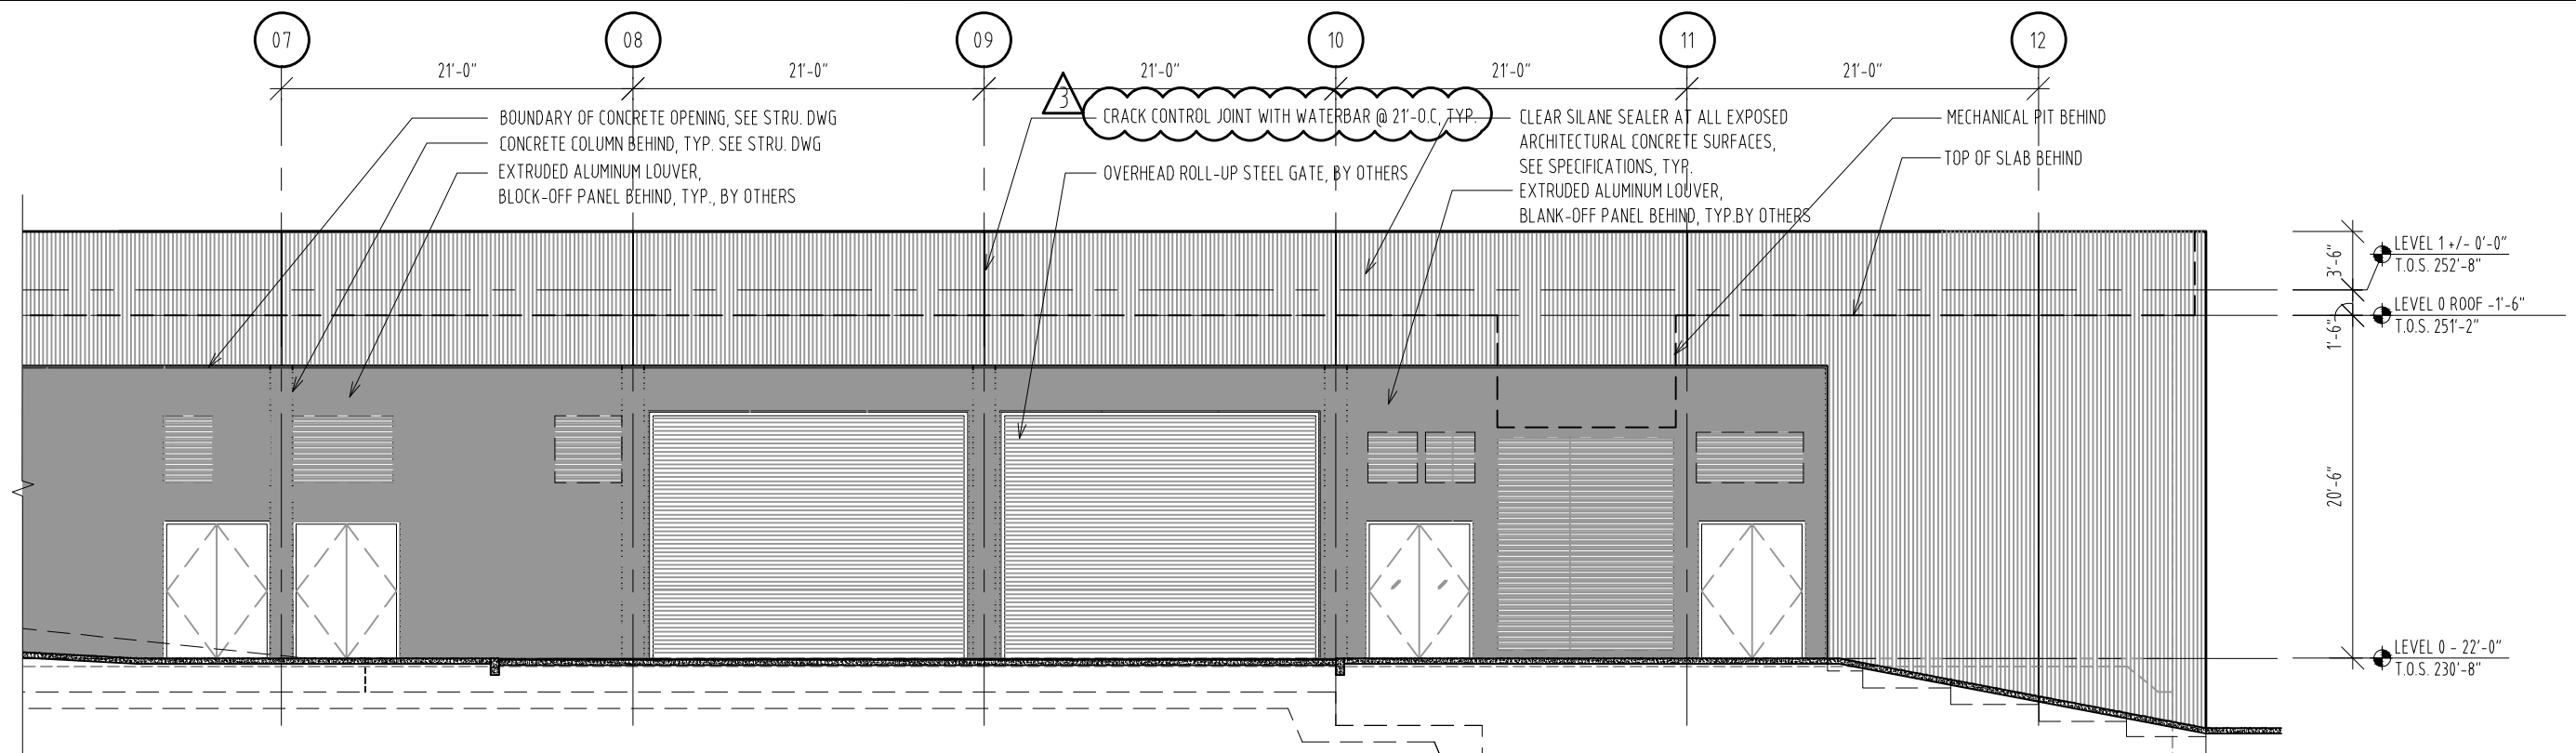 07
08
09
10
11
12
21'-0"
21'-0"
21'-0"
21'-0"
21'-0"
3
BOUNDARY OF CONCRETE OPENING, SEE STRU. DWG
CONCRETE COLUMN BEHIND, TYP. SEE STRU. DWG
EXTRUDED ALUMINUM LOUVER,
BLOCK-OFF PANEL BEHIND, TYP., BY OTHERS
CRACK CONTROL JOINT WITH WATERBAR @ 21'-O.C, TYP.
OVERHEAD ROLL-UP STEEL GATE, BY OTHERS
CLEAR SILANE SEALER AT ALL EXPOSED
ARCHITECTURAL CONCRETE SURFACES,
SEE SPECIFICATIONS, TYP.
EXTRUDED ALUMINUM LOUVER,
BLANK-OFF PANEL BEHIND, TYP.BY OTHERS
MECHANICAL PIT BEHIND
TOP OF SLAB BEHIND
3'-6"
1'-6"
20'-6"
LEVEL 1 +/- 0'-0"
T.O.S. 252'-8"
LEVEL 0 ROOF -1'-6"
T.O.S. 251'-2"
LEVEL 0 - 22'-0"
T.O.S. 230'-8"